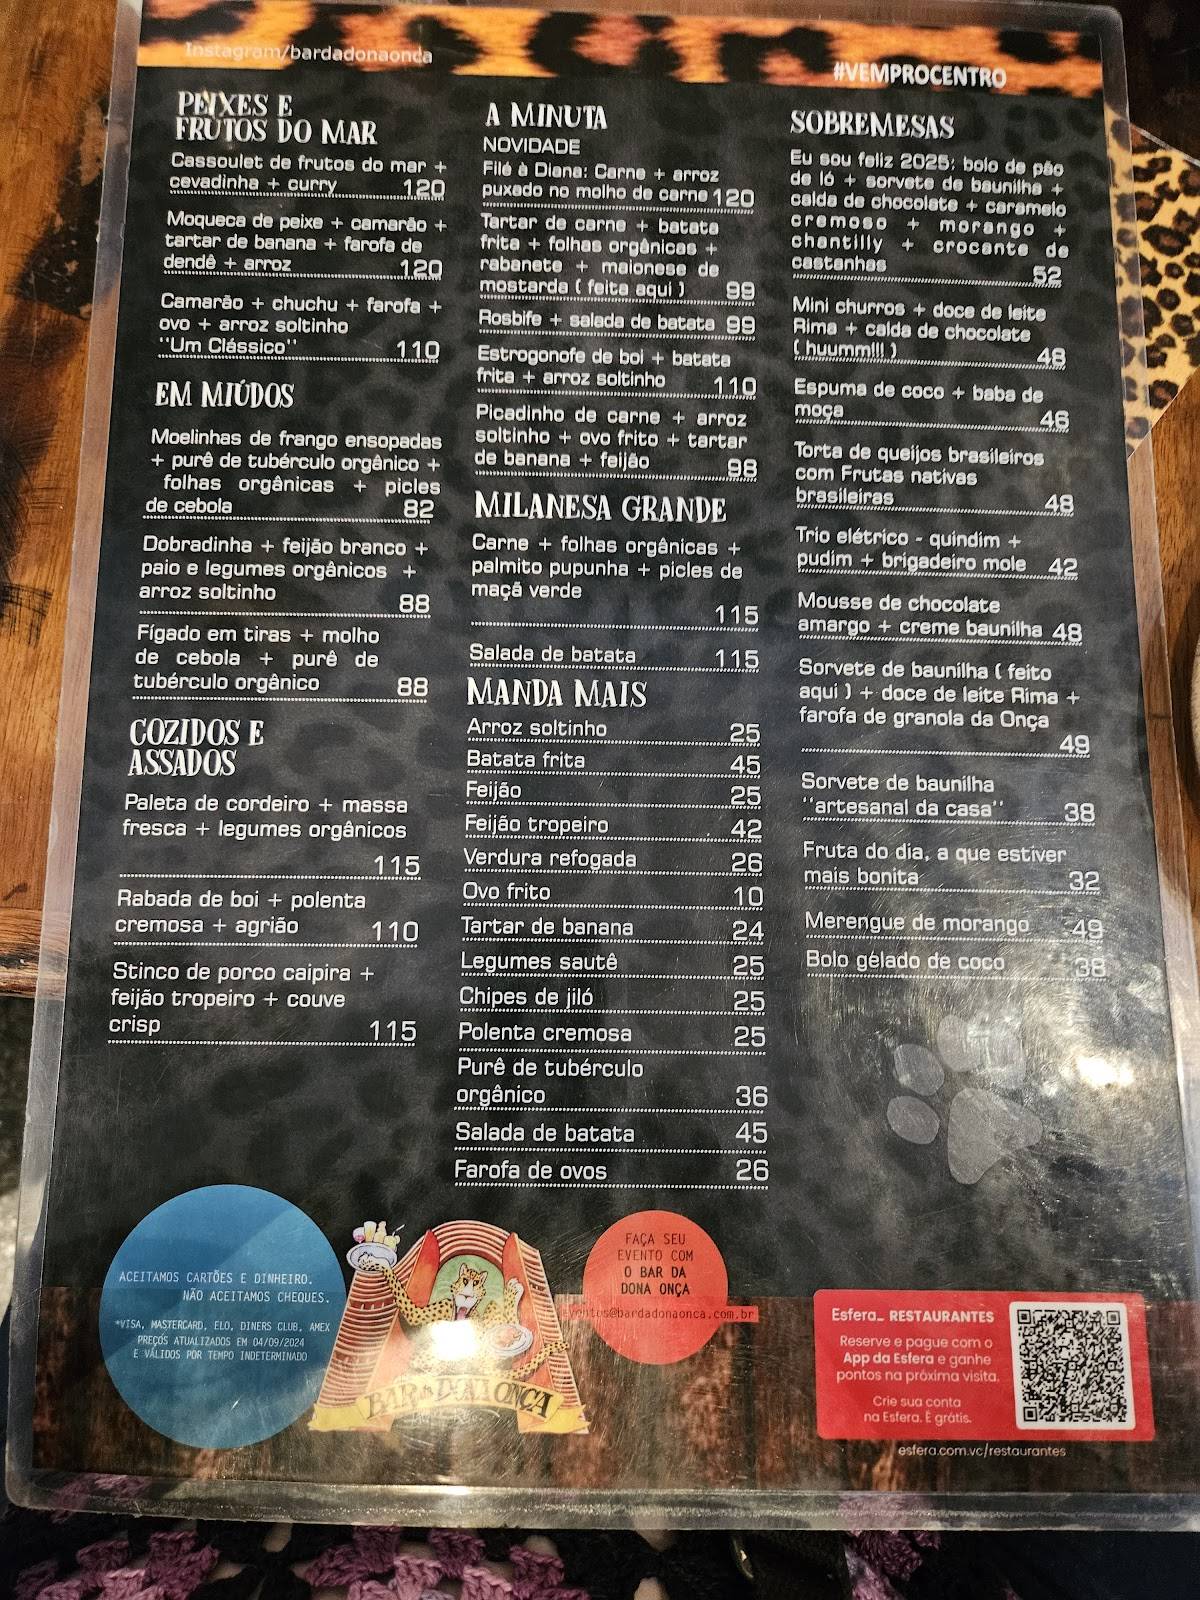 Instagram/bardadonaonca
#VEMPROCENTRO
PEIXES E
FRUTOS DO MAR
Cassoulet de frutos do mar +
cevadinha + curry 120
Moqueca de peixe + camarão +
tartar de banana + farofa de
dendê + arroz 120
Camarão + chuchu + farofa +
ovo + arroz soltinho
"Um Clássico" 110
EM MIÚDOS
Moelinhas de frango ensopadas
+ purê de tubérculo orgânico +
folhas orgânicas + picles
de cebola 82
Dobradinha + feijão branco +
paio e legumes orgânicos +
arroz soltinho 88
Fígado em tiras + molho
de cebola + purê de
tubérculo orgânico 88
COZIDOS E
ASSADOS
Paleta de cordeiro + massa
fresca + legumes orgânicos
115
Rabada de boi + polenta
cremosa + agrião 110
Stinco de porco caipira +
feijão tropeiro + couve
crisp 115
A MINUTA
NOVIDADE
Filé à Diana: Carne + arroz
puxado no molho de carne 120
Tartar de carne + batata
frita + folhas orgânicas +
rabanete + maionese de
mostarda ( feita aqui ) 99
Rosbife + salada de batata 99
Estrogonofe de boi + batata
frita + arroz soltinho 110
Picadinho de carne + arroz
soltinho + ovo frito + tartar
de banana + feijão 98
MILANESA GRANDE
Carne + folhas orgânicas +
palmito pupunha + picles de
maçã verde
115
Salada de batata 115
MANDA MAIS
Arroz soltinho 25
Batata frita 45
Feijão 25
Feijão tropeiro 42
Verdura refogada 26
Ovo frito 10
Tartar de banana 24
Legumes sautê 25
Chipes de jiló 25
Polenta cremosa 25
Purê de tubérculo
orgânico 36
Salada de batata 45
Farofa de ovos 26
SOBREMESAS
Eu sou feliz 2025: bolo de pão
de ló + sorvete de baunilha +
calda de chocolate + caramelo
cremoso + morango +
chantilly + crocante de
castanhas 52
Mini churros + doce de leite
Rima + calda de chocolate
( huumm!!! ) 48
Espuma de coco + baba de
moça 46
Torta de queijos brasileiros
com Frutas nativas
brasileiras 48
Trio elétrico - quindim +
pudim + brigadeiro mole 42
Mousse de chocolate
amargo + creme baunilha 48
Sorvete de baunilha ( feito
aqui ) + doce de leite Rima +
farofa de granola da Onça
49
Sorvete de baunilha
''artesanal da casa'' 38
Fruta do dia, a que estiver
mais bonita 32
Merengue de morango 49
Bolo gelado de coco 38
ACEITAMOS CARTÕES E DINHEIRO.
NÃO ACEITAMOS CHEQUES.
*VISA, MASTERCARD, ELO, DINERS CLUB, AMEX
PREÇOS ATUALIZADOS EM 04/09/2024
E VÁLIDOS POR TEMPO INDETERMINADO
BAR DA DONA ONÇA
FAÇA SEU
EVENTO COM
O BAR DA
DONA ONÇA
eventos@bardadonaonca.com.br
Esfera_ RESTAURANTES
Reserve e pague com o
App da Esfera e ganhe
pontos na próxima visita.
Crie sua conta
na Esfera. É grátis.
esfera.com.vc/restaurantes